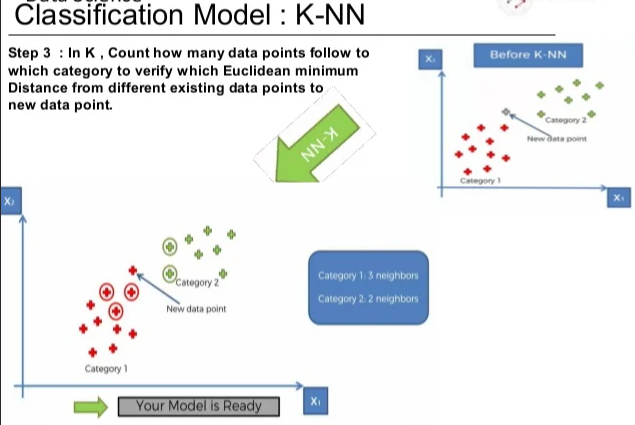 Classification Model : K-NN
Step 3 : In K , Count how many data points follow to
which category to verify which Euclidean minimum
Distance from different existing data points to
new data point.
X₂
Before K-NN
Category 2
New data point
Category 1
X₁
K-NN
X₂
Category 2
New data point
Category 1
Category 1: 3 neighbors
Category 2: 2 neighbors
Your Model is Ready
X₁